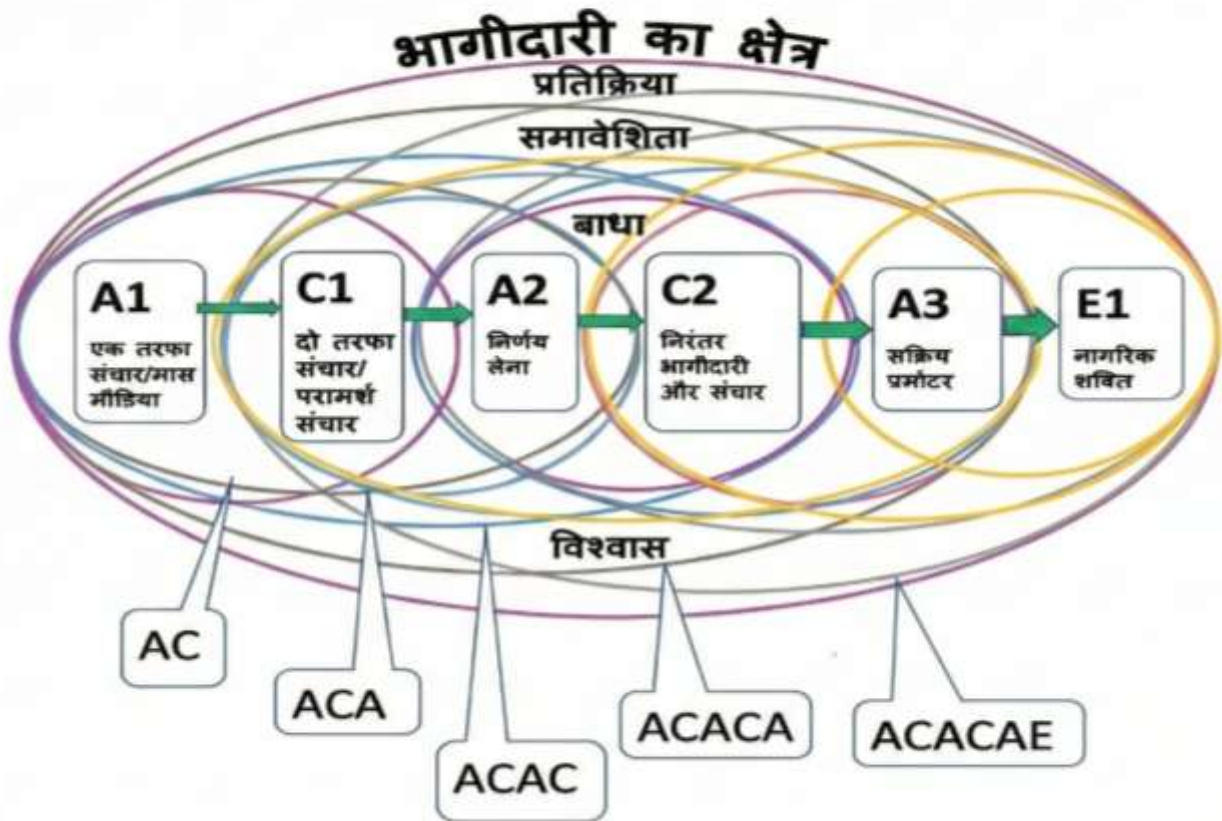 भागीदारी का क्षेत्र
प्रतिक्रिया
समावेशिता
बाधा
A1
एक तरफा
संचार/मास
मीडिया
C1
दो तरफा
संचार/
परामर्श
संचार
A2
निर्णय
लेना
C2
निरंतर
भागीदारी
और संचार
A3
सक्रिय
प्रमोटर
E1
नागरिक
शक्ति
विश्वास
AC
ACA
ACAC
ACACA
ACACAE